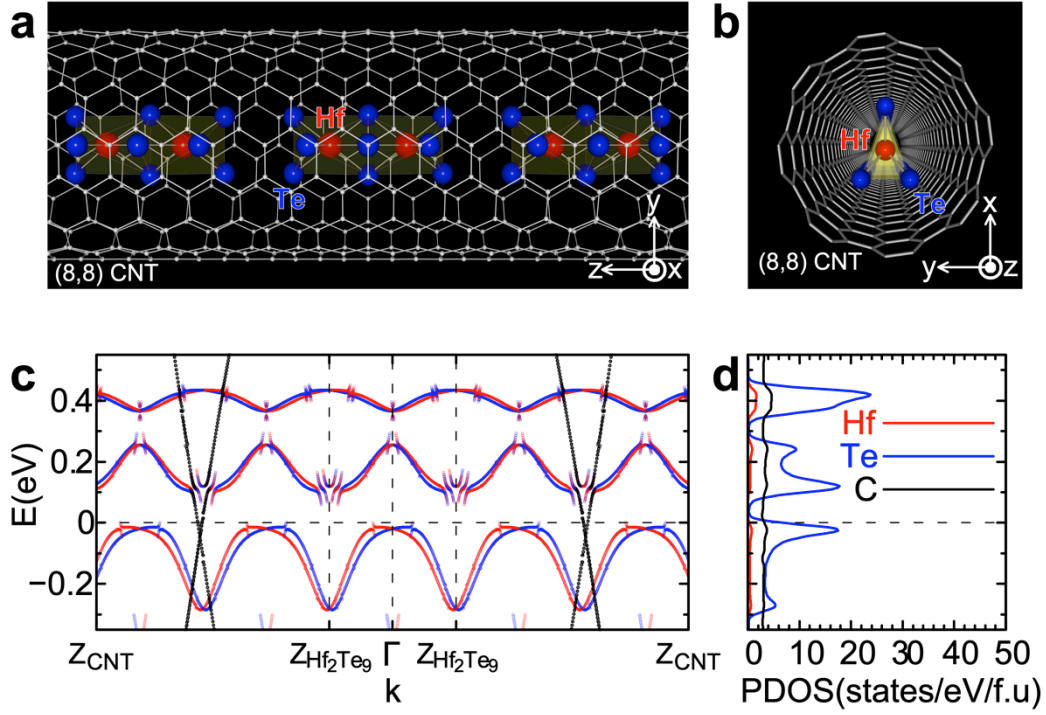 a
Hf
Te
y
z x
(8,8) CNT
b
Hf
Te
x
y z
(8,8) CNT
c
E(eV)
0.4
0.2
0
−0.2
Z_CNT Z_Hf₂Te₉ Γ Z_Hf₂Te₉ Z_CNT
k
d
Hf
Te
C
0 10 20 30 0 40 50
PDOS(states/eV/f.u)